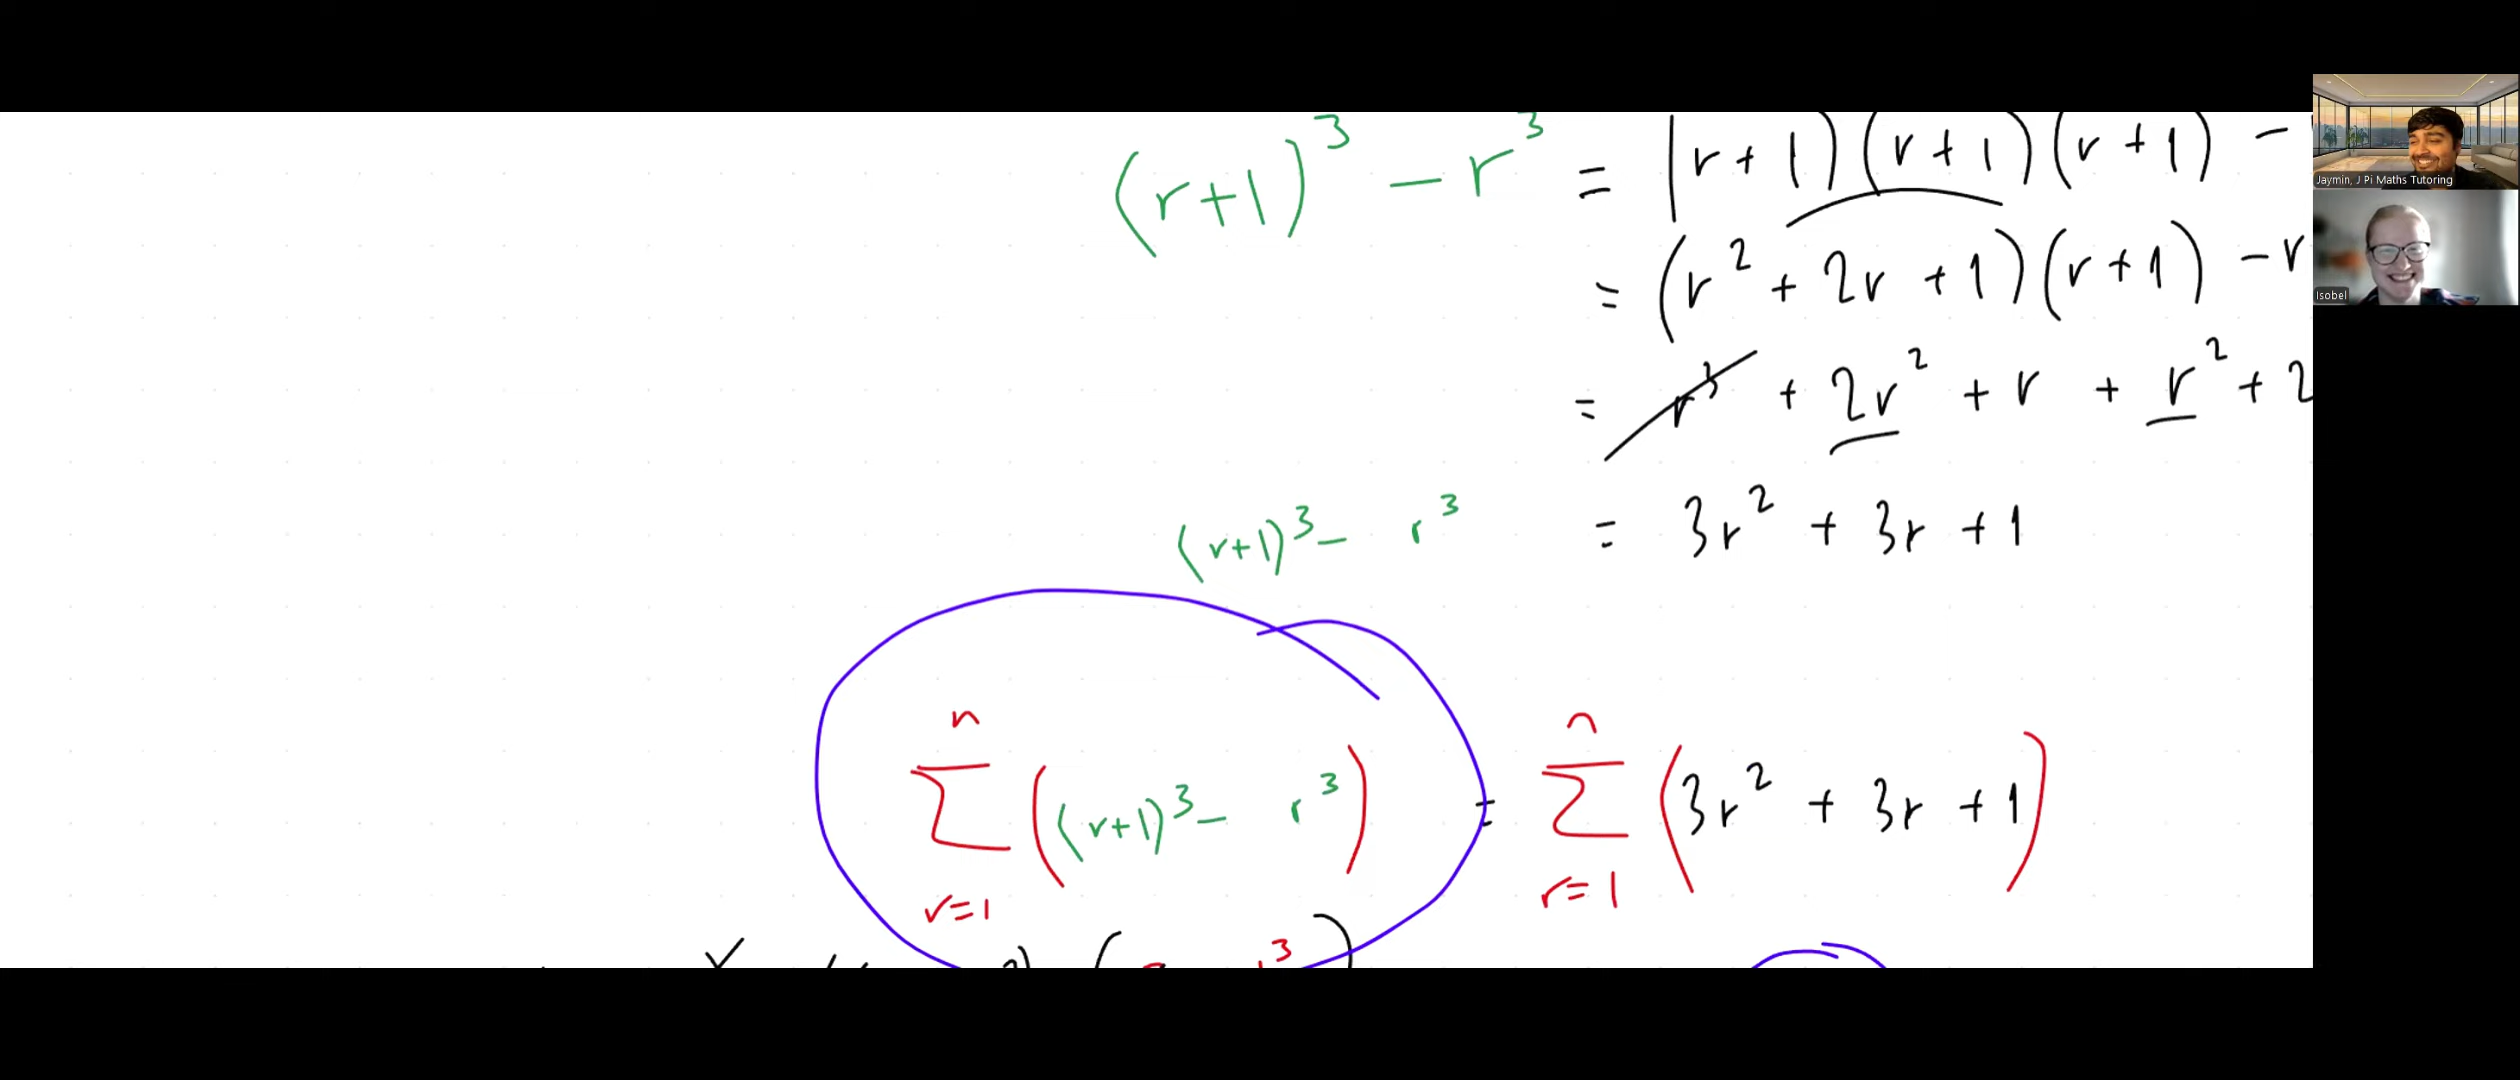 (r+1)³ - r³ = (r+1)(r+1)(r+1) -
= (r² + 2r + 1)(r+1) - r
= r³ + 2r² + r + r² + 2
(r+1)³ - r³ = 3r² + 3r + 1
n ∑ r=1 ((r+1)³ - r³) = n ∑ r=1 (3r² + 3r + 1)
Jaymin, J Pi Maths Tutoring
Isobel